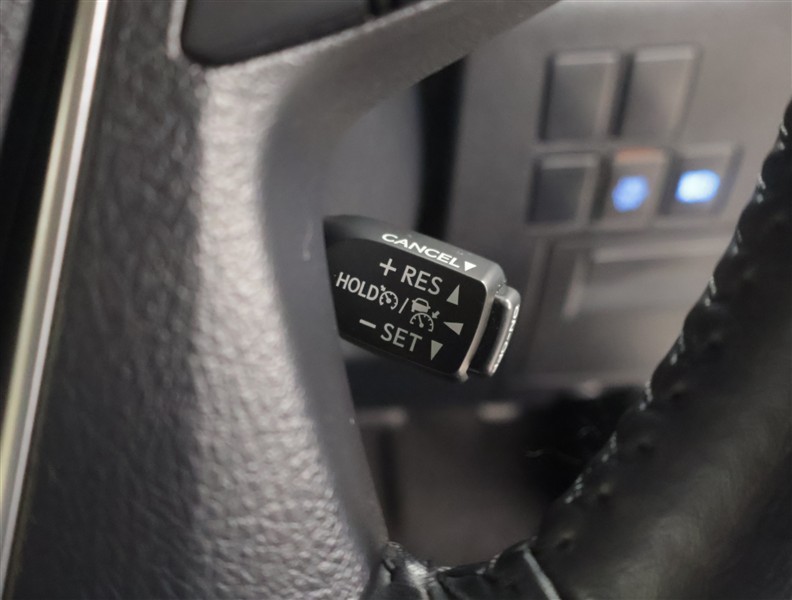 CANCEL▼
+ RES ▲
HOLD /
− SET ▼